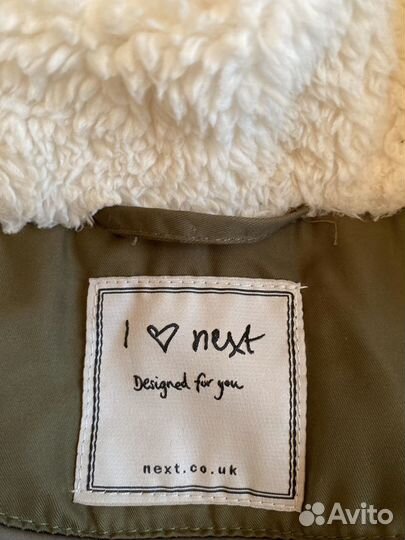 I ♡ next
Designed for you
next.co.uk
Avito